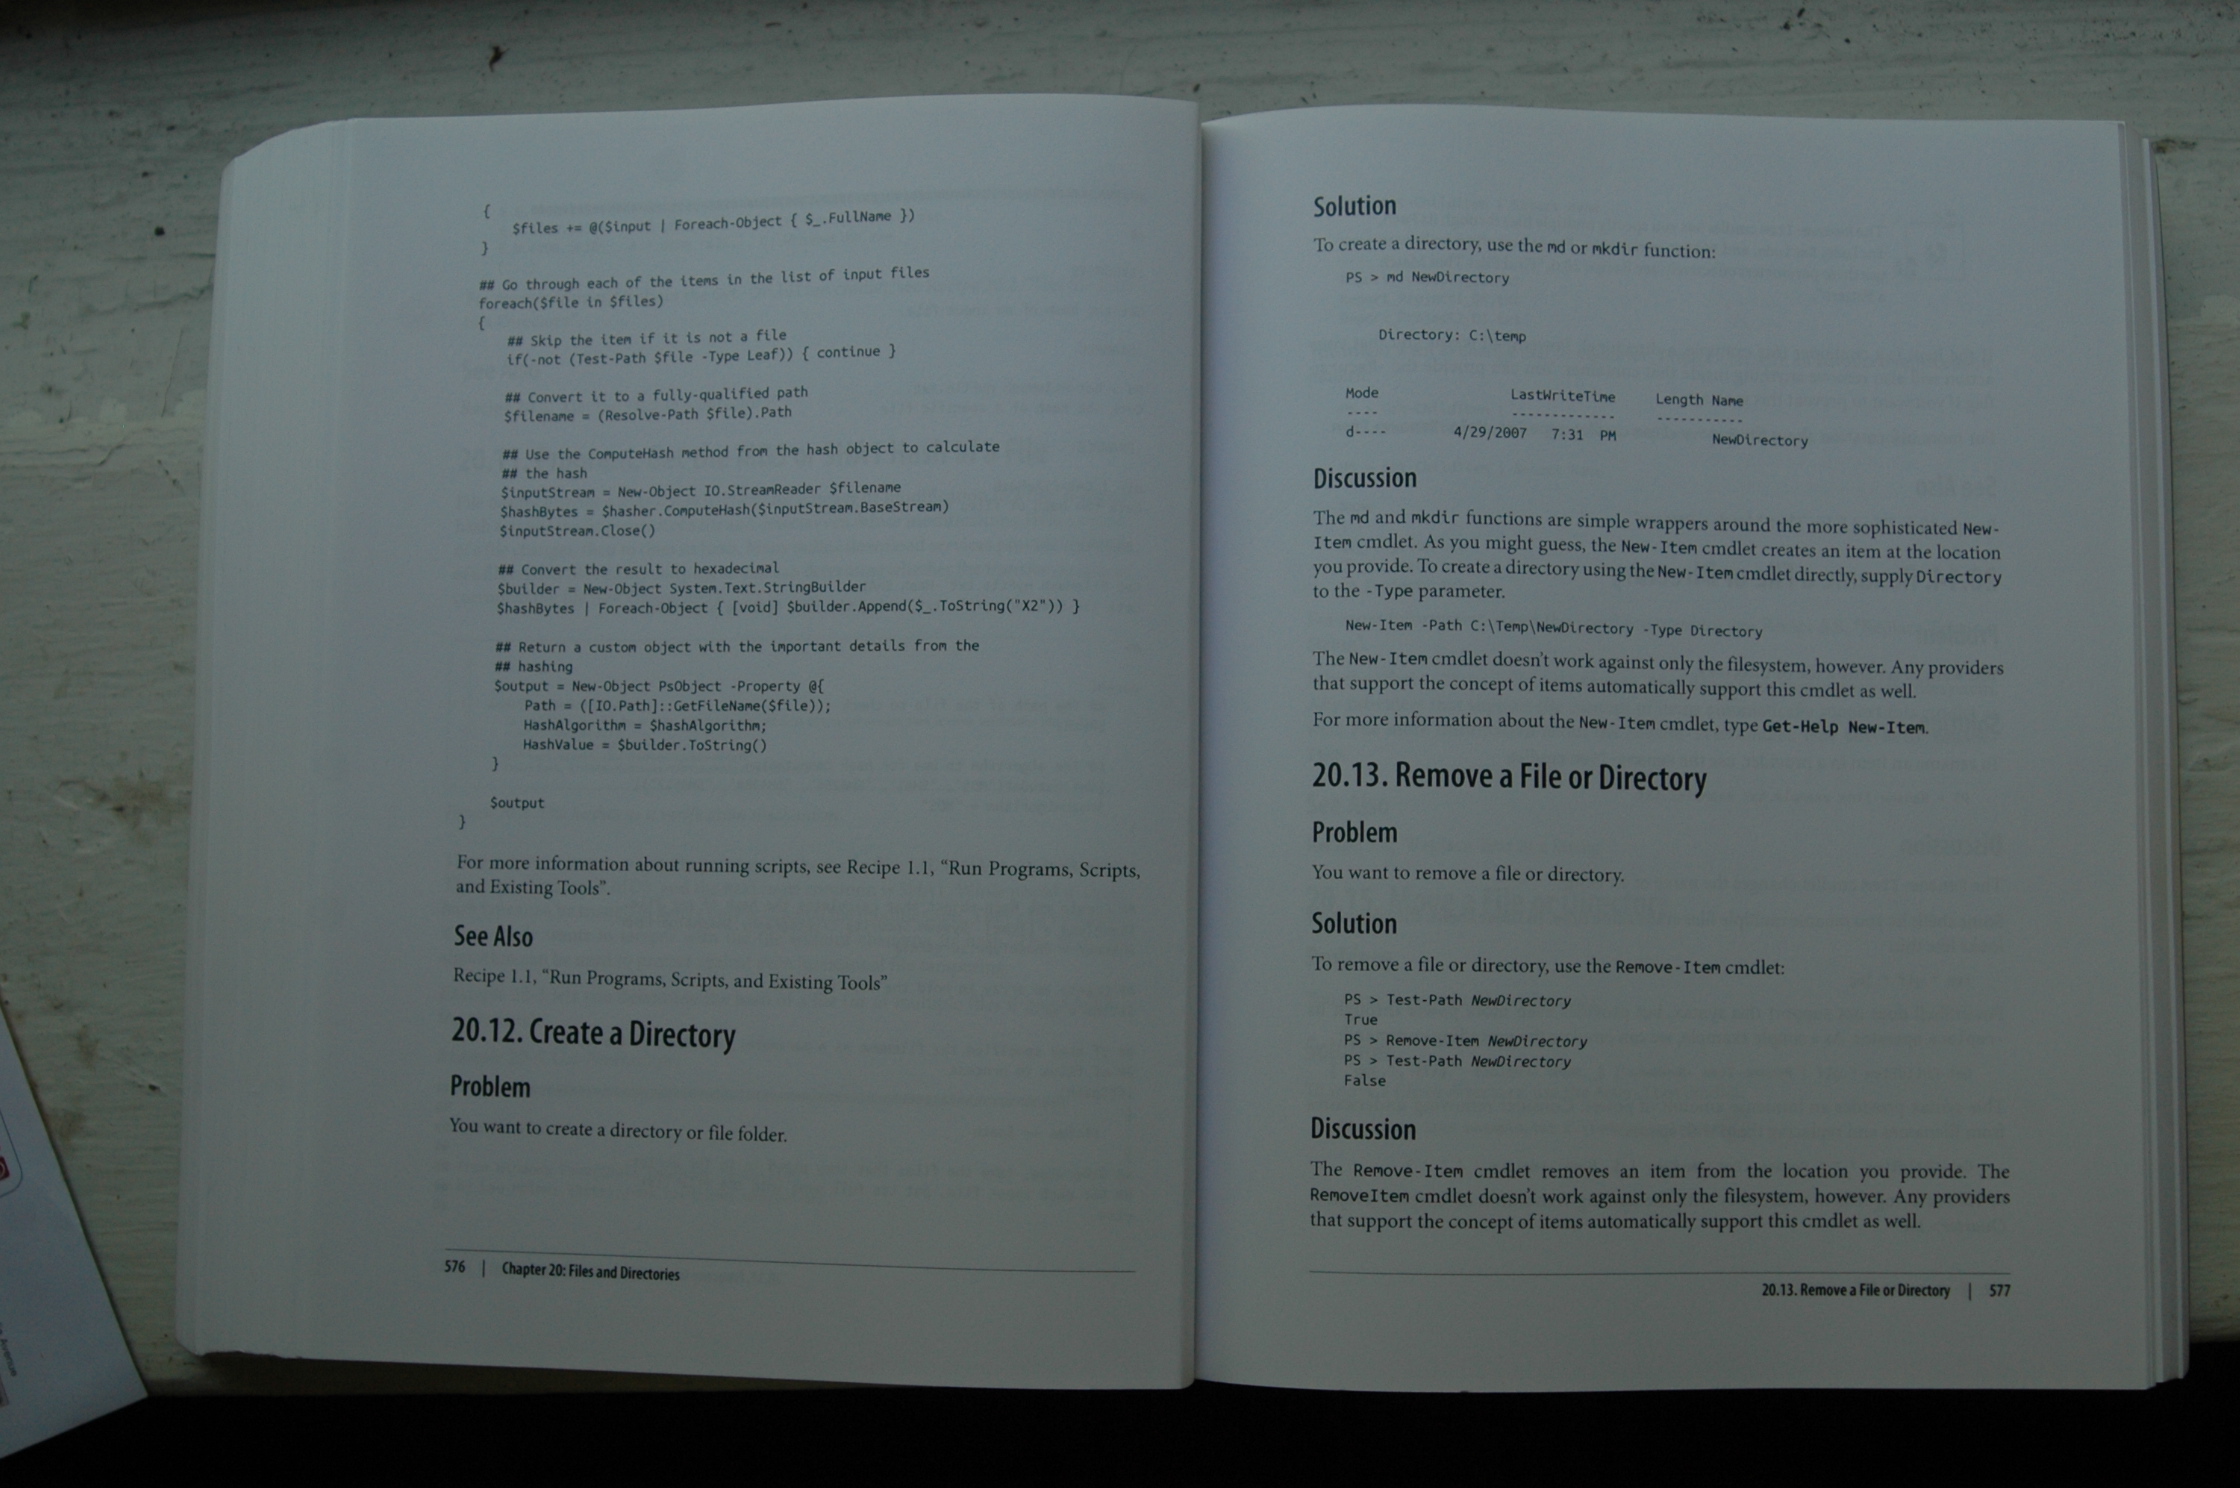 {
$files += @($input | Foreach-Object { $_.FullName })
}
## Go through each of the items in the list of input files
foreach($file in $files)
{
## Skip the item if it is not a file
if(-not (Test-Path $file -Type Leaf)) { continue }
## Convert it to a fully-qualified path
$filename = (Resolve-Path $file).Path
## Use the ComputeHash method from the hash object to calculate
## the hash
$inputStream = New-Object IO.StreamReader $filename
$hashBytes = $hasher.ComputeHash($inputStream.BaseStream)
$inputStream.Close()
## Convert the result to hexadecimal
$builder = New-Object System.Text.StringBuilder
$hashBytes | Foreach-Object { [void] $builder.Append($_.ToString("X2")) }
## Return a custom object with the important details from the
## hashing
$output = New-Object PsObject -Property @{
Path = ([IO.Path]::GetFileName($file));
HashAlgorithm = $hashAlgorithm;
HashValue = $builder.ToString()
}
$output
}
For more information about running scripts, see Recipe 1.1, “Run Programs, Scripts,
and Existing Tools”.
See Also
Recipe 1.1, “Run Programs, Scripts, and Existing Tools”
20.12. Create a Directory
Problem
You want to create a directory or file folder.
576 | Chapter 20: Files and Directories
Solution
To create a directory, use the md or mkdir function:
PS > md NewDirectory
Directory: C:\temp
Mode LastWriteTime Length Name
---- ------------- ------ ----
d---- 4/29/2007 7:31 PM NewDirectory
Discussion
The md and mkdir functions are simple wrappers around the more sophisticated New-
Item cmdlet. As you might guess, the New-Item cmdlet creates an item at the location
you provide. To create a directory using the New-Item cmdlet directly, supply Directory
to the -Type parameter.
New-Item -Path C:\Temp\NewDirectory -Type Directory
The New-Item cmdlet doesn't work against only the filesystem, however. Any providers
that support the concept of items automatically support this cmdlet as well.
For more information about the New-Item cmdlet, type Get-Help New-Item.
20.13. Remove a File or Directory
Problem
You want to remove a file or directory.
Solution
To remove a file or directory, use the Remove-Item cmdlet:
PS > Test-Path NewDirectory
True
PS > Remove-Item NewDirectory
PS > Test-Path NewDirectory
False
Discussion
The Remove-Item cmdlet removes an item from the location you provide. The
RemoveItem cmdlet doesn't work against only the filesystem, however. Any providers
that support the concept of items automatically support this cmdlet as well.
20.13. Remove a File or Directory | 577
Avenue